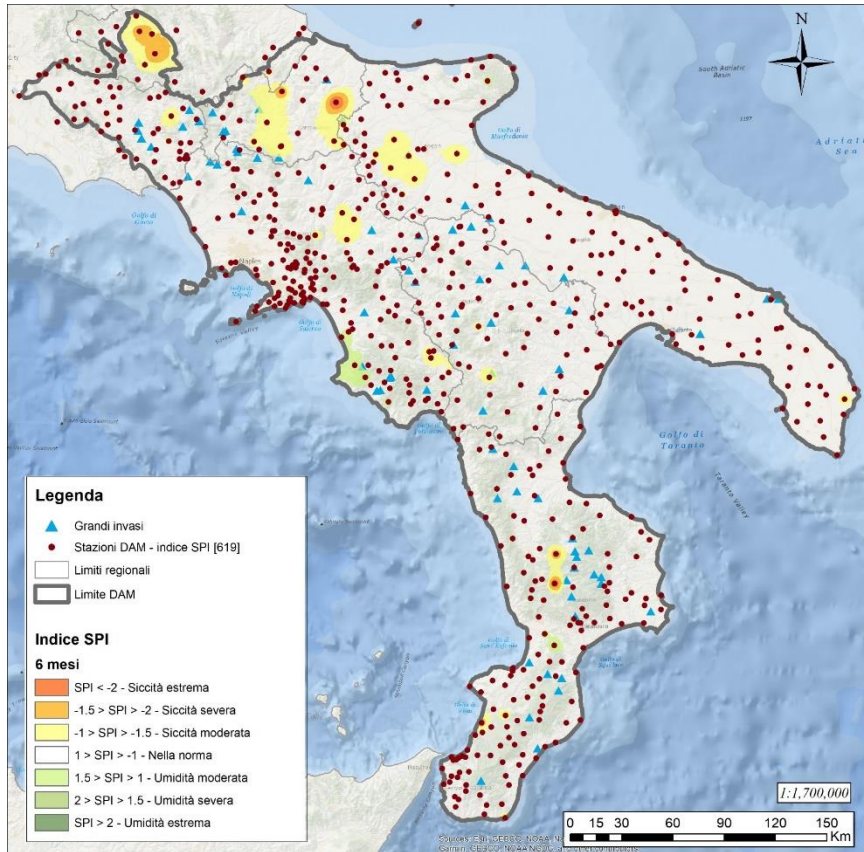 N
South Adriatic
Basin
Adriatic
Sea
Golfo di
Manfredonia
Golfo di
Gaeta
Naples
Golfo di
Napoli
Golfo di
Salerno
Taranto
Golfo di
Taranto
Taranto Valley
Golfo di
Policastro
Golfo di
Sant'Eufemia
Golfo di
Squillace
Legenda
Grandi invasi
Stazioni DAM - indice SPI [619]
Limiti regionali
Limite DAM
Indice SPI
6 mesi
SPI < -2 - Siccità estrema
-1.5 > SPI > -2 - Siccità severa
-1 > SPI > -1.5 - Siccità moderata
1 > SPI > -1 - Nella norma
1.5 > SPI > 1 - Umidità moderata
2 > SPI > 1.5 - Umidità severa
SPI > 2 - Umidità estrema
1:1,700,000
0 15 30 60 90 120 150
Km